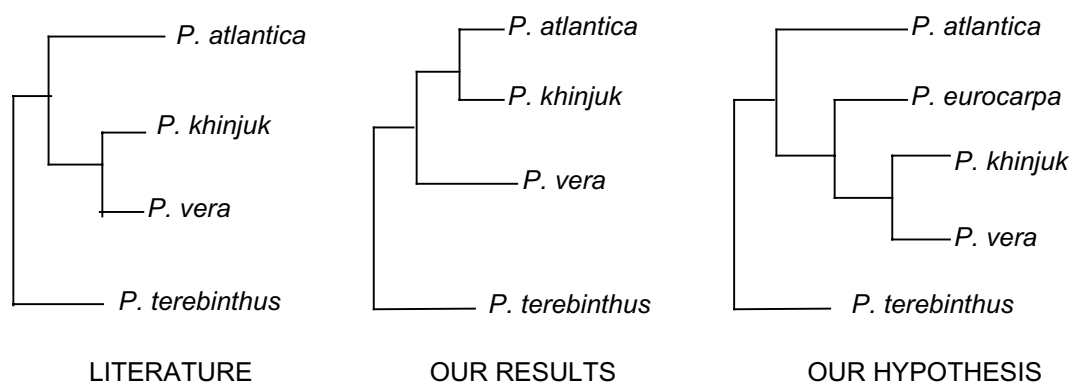 P. atlantica
P. khinjuk
P. vera
P. terebinthus
LITERATURE
P. atlantica
P. khinjuk
P. vera
P. terebinthus
OUR RESULTS
P. atlantica
P. eurocarpa
P. khinjuk
P. vera
P. terebinthus
OUR HYPOTHESIS